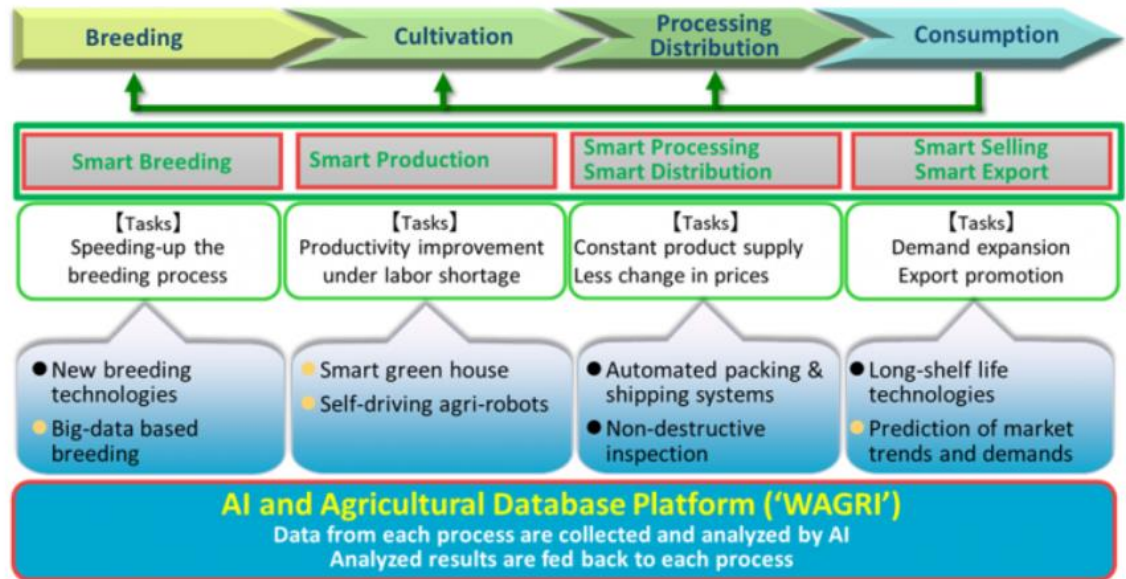 Breeding
Cultivation
Processing
Distribution
Consumption
Smart Breeding
Smart Production
Smart Processing
Smart Distribution
Smart Selling
Smart Export
【Tasks】
Speeding-up the
breeding process
【Tasks】
Productivity improvement
under labor shortage
【Tasks】
Constant product supply
Less change in prices
【Tasks】
Demand expansion
Export promotion
● New breeding
technologies
● Big-data based
breeding
● Smart green house
● Self-driving agri-robots
● Automated packing &
shipping systems
● Non-destructive
inspection
● Long-shelf life
technologies
● Prediction of market
trends and demands
AI and Agricultural Database Platform (‘WAGRI’)
Data from each process are collected and analyzed by AI
Analyzed results are fed back to each process